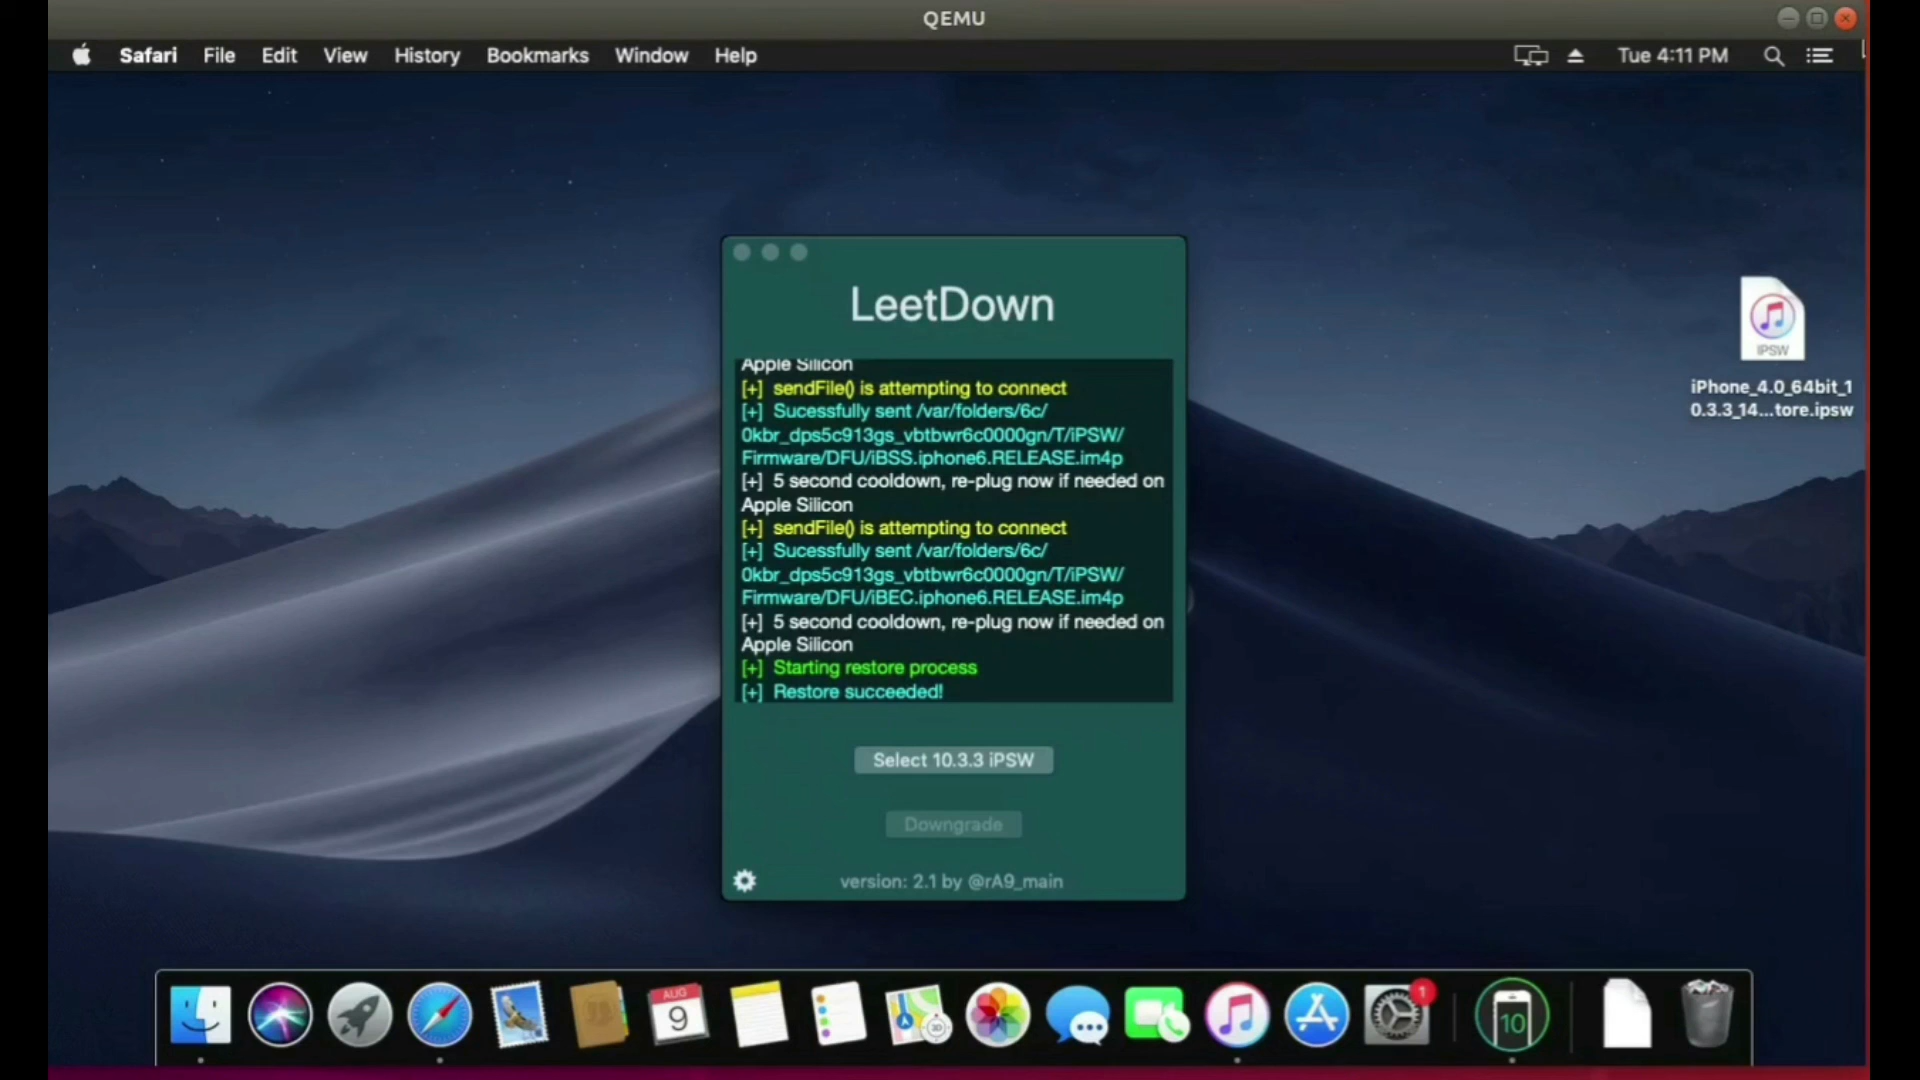 QEMU
Safari File Edit View History Bookmarks Window Help Tue 4:11 PM
LeetDown
Apple Silicon
[+] sendFile() is attempting to connect
[+] Sucessfully sent /var/folders/6c/
0kbr_dps5c913gs_vbtbwr6c0000gn/T/iPSW/
Firmware/DFU/iBSS.iphone6.RELEASE.im4p
[+] 5 second cooldown, re-plug now if needed on
Apple Silicon
[+] sendFile() is attempting to connect
[+] Sucessfully sent /var/folders/6c/
0kbr_dps5c913gs_vbtbwr6c0000gn/T/iPSW/
Firmware/DFU/iBEC.iphone6.RELEASE.im4p
[+] 5 second cooldown, re-plug now if needed on
Apple Silicon
[+] Starting restore process
[+] Restore succeeded!
Select 10.3.3 iPSW
Downgrade
version: 2.1 by @rA9_main
IPSW
iPhone_4.0_64bit_1
0.3.3_14...tore.ipsw
AUG
9
3D
1
10